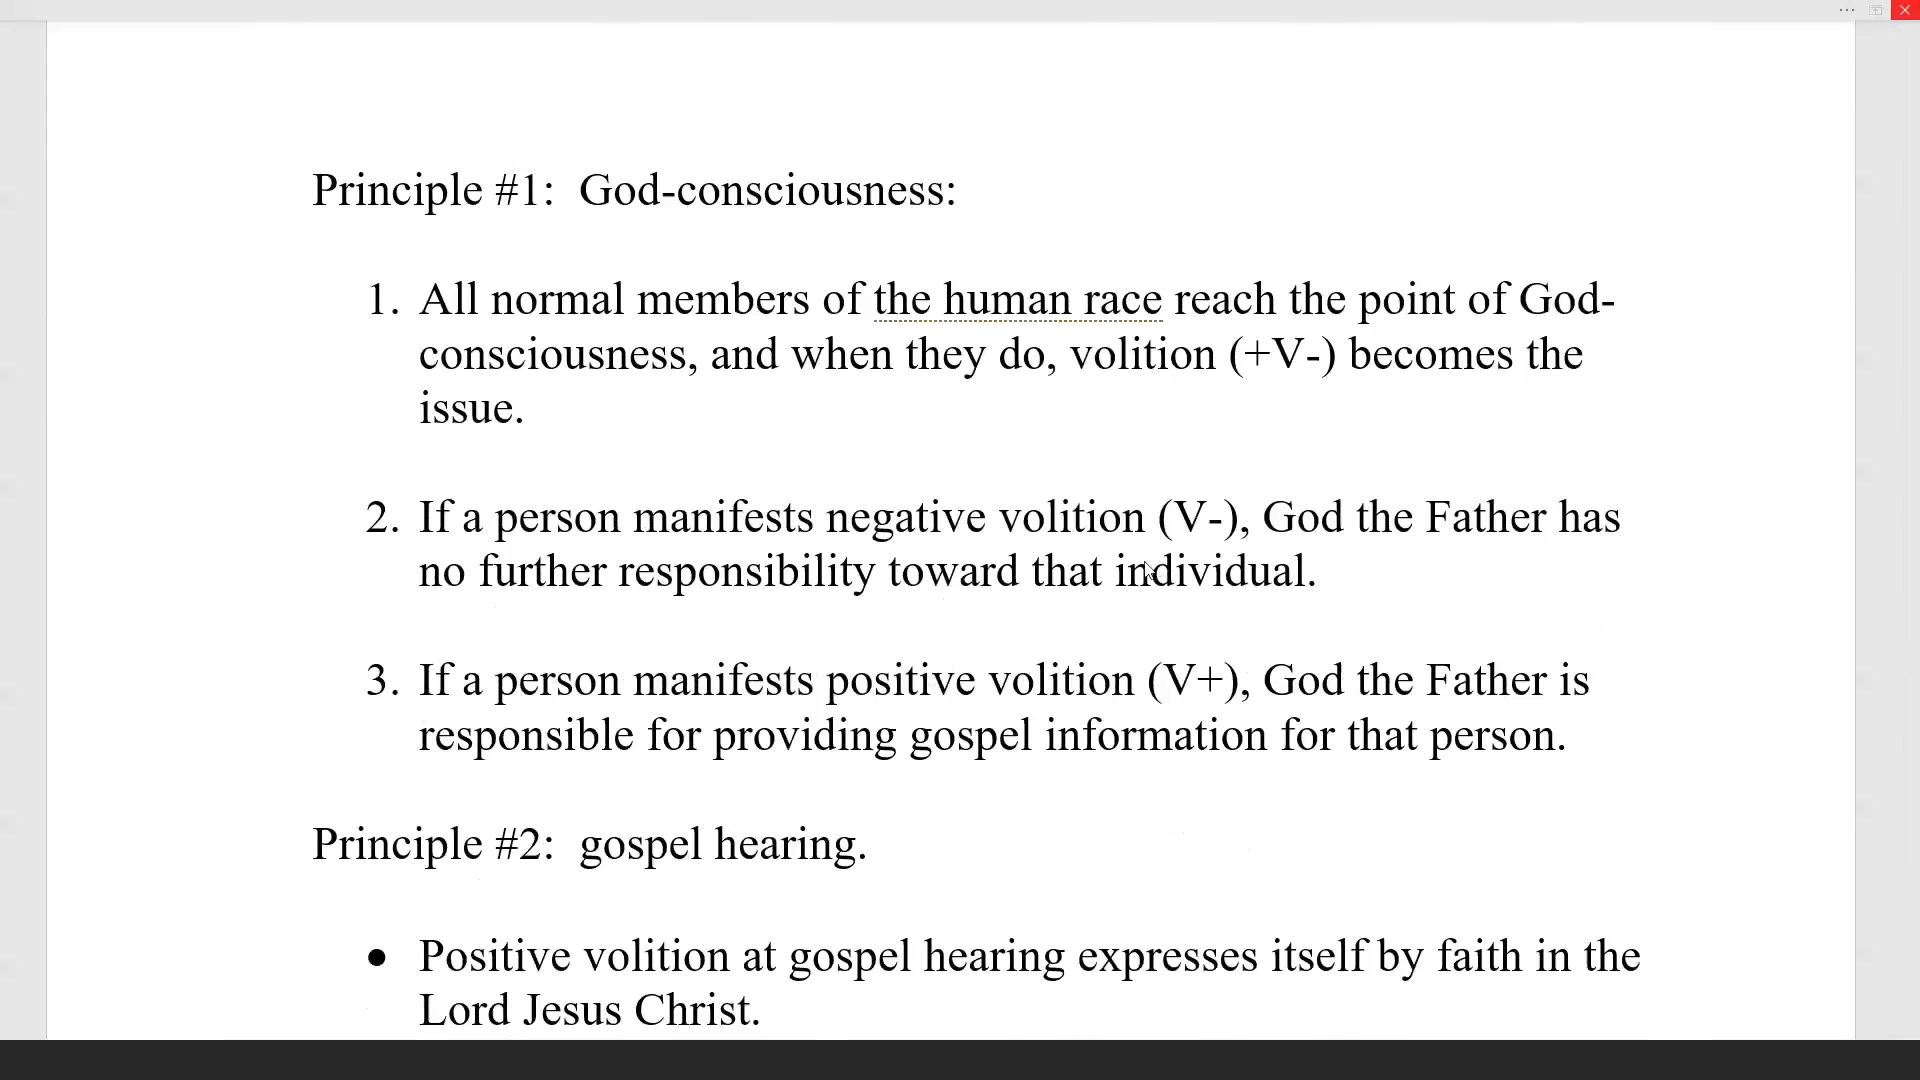 Principle #1:  God-consciousness:
1. All normal members of the human race reach the point of God-
consciousness, and when they do, volition (+V-) becomes the
issue.
2. If a person manifests negative volition (V-), God the Father has
no further responsibility toward that individual.
3. If a person manifests positive volition (V+), God the Father is
responsible for providing gospel information for that person.
Principle #2:  gospel hearing.
• Positive volition at gospel hearing expresses itself by faith in the
Lord Jesus Christ.